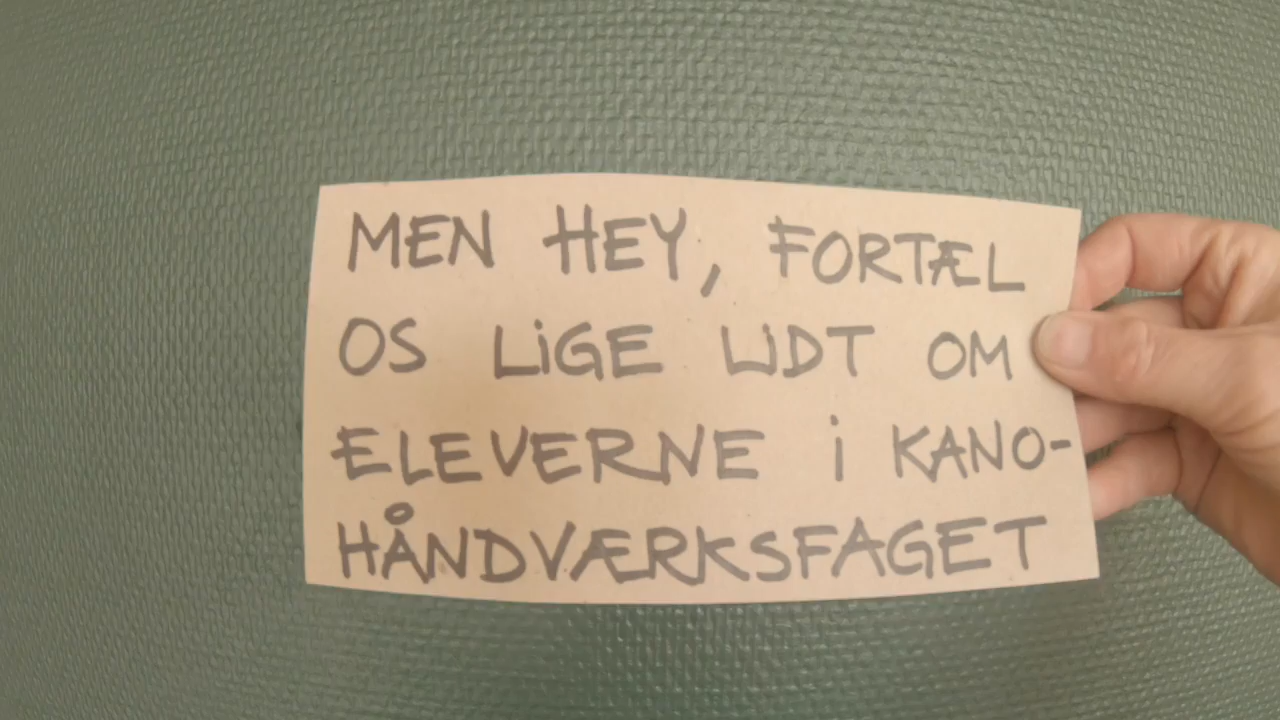 MEN HEY, FORTÆL
OS LIGE LIDT OM
ELEVERNE I KANO-
HÅNDVÆRKSFAGET